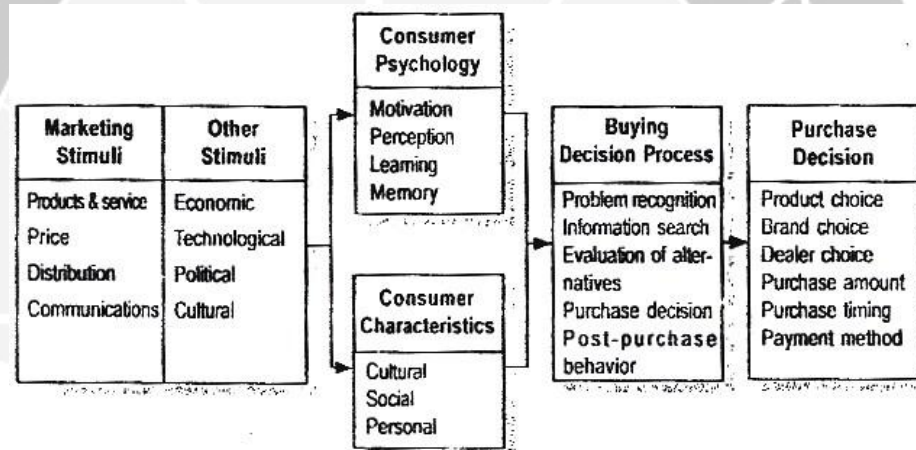 Consumer
Psychology
Motivation
Perception
Learning
Memory
Marketing
Stimuli
Products & service
Price
Distribution
Communications
Other
Stimuli
Economic
Technological
Political
Cultural
Consumer
Characteristics
Cultural
Social
Personal
Buying
Decision Process
Problem recognition
Information search
Evaluation of alter-
natives
Purchase decision
Post-purchase
behavior
Purchase
Decision
Product choice
Brand choice
Dealer choice
Purchase amount
Purchase timing
Payment method